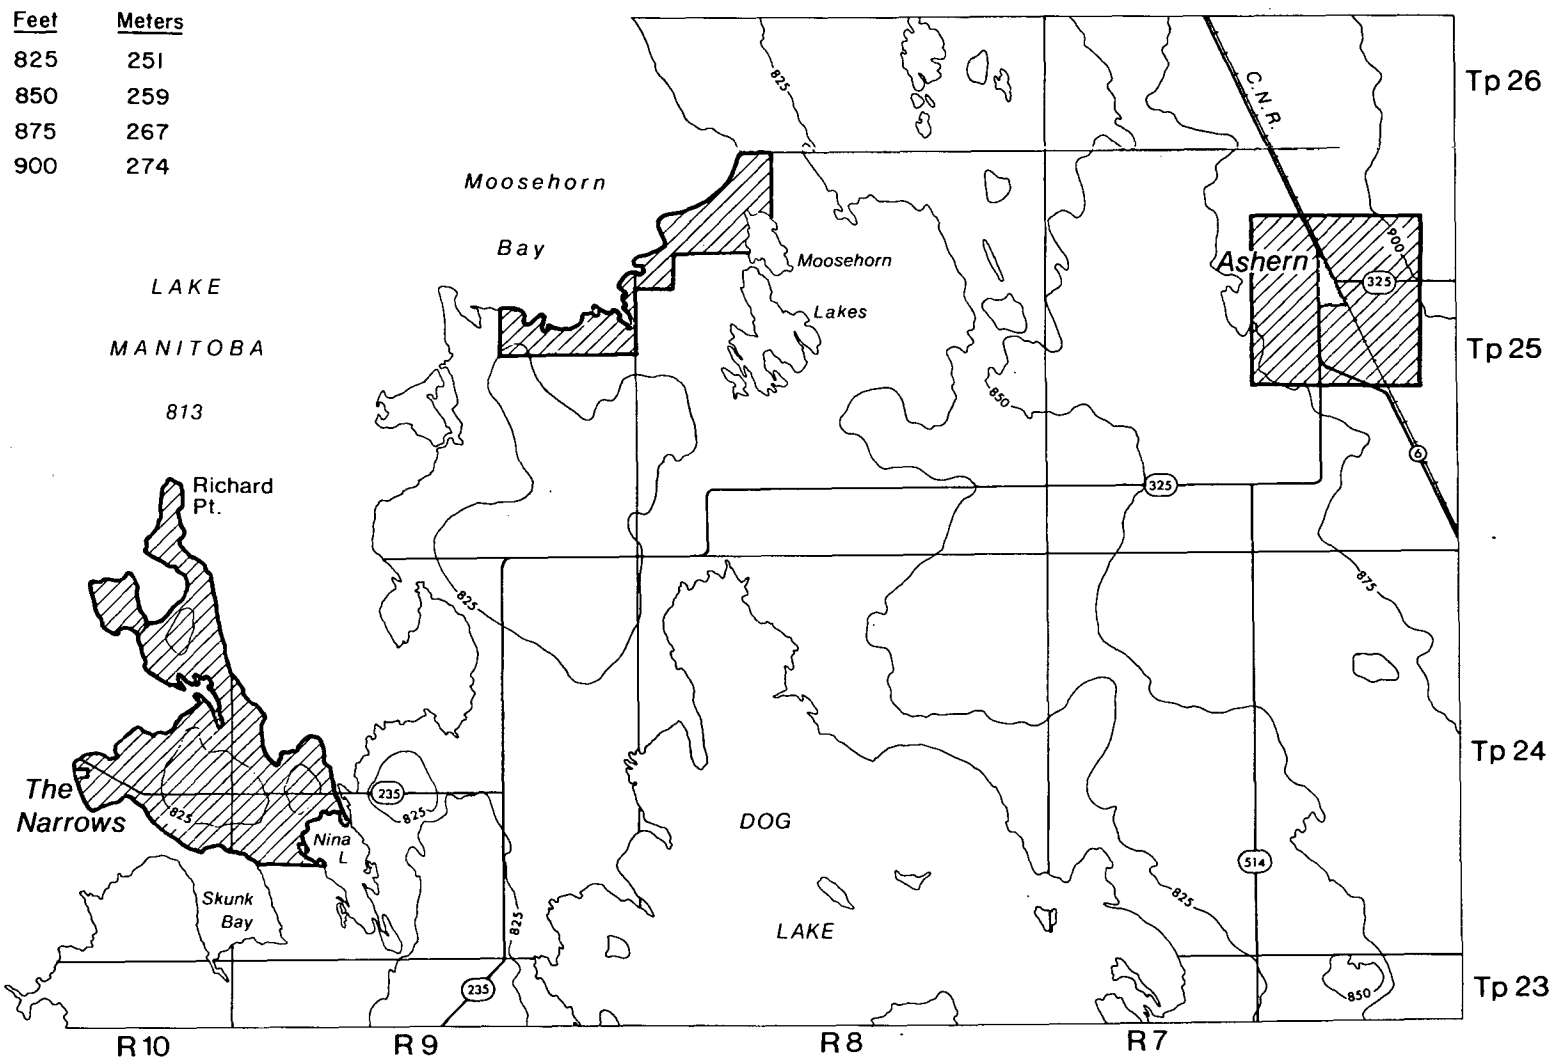 Feet Meters
825 251
850 259
875 267
900 274
Tp 26
C.N.R.
825
Moosehorn
Bay
Moosehorn
Lakes
LAKE
MANITOBA
813
Ashern
900
325
Tp 25
850
6
325
Richard
Pt.
825
875
Tp 24
The
Narrows
825
235
825
Nina
L
DOG
LAKE
514
Skunk
Bay
825
825
235
850
Tp 23
R 10
R 9
R 8
R 7